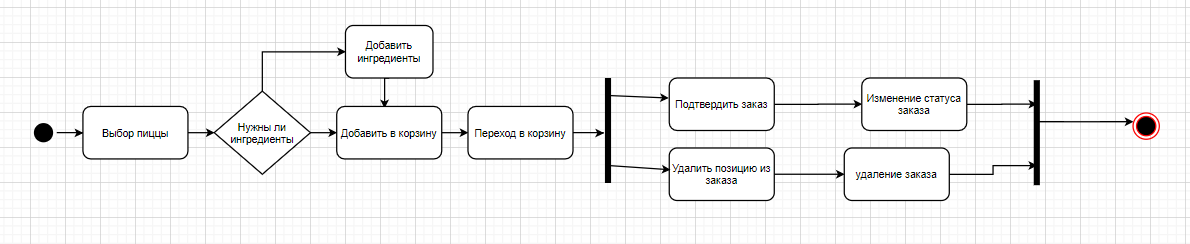 Добавить
ингредиенты
Выбор пиццы
Нужны ли
ингредиенты
Добавить в корзину
Переход в корзину
Подтвердить заказ
Изменение статуса
заказа
Удалить позицию из
заказа
удаление заказа